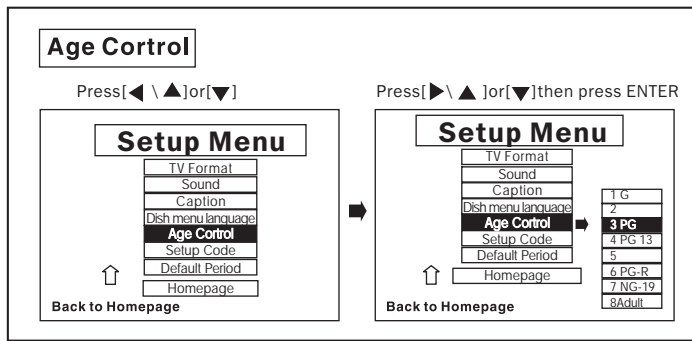 Age Cortrol
Press[◀ \ ▲]or[▼]
Setup Menu
TV Format
Sound
Caption
Dish menu language
Age Cortrol
Setup Code
Default Period
Homepage
Back to Homepage
Press[▶\ ▲ ]or[▼]then press ENTER
Setup Menu
TV Format
Sound
Caption
Dish menu language
Age Cortrol
Setup Code
Default Period
Homepage
Back to Homepage
1 G
2
3 PG
4 PG 13
5
6 PG-R
7 NG-19
8Adult